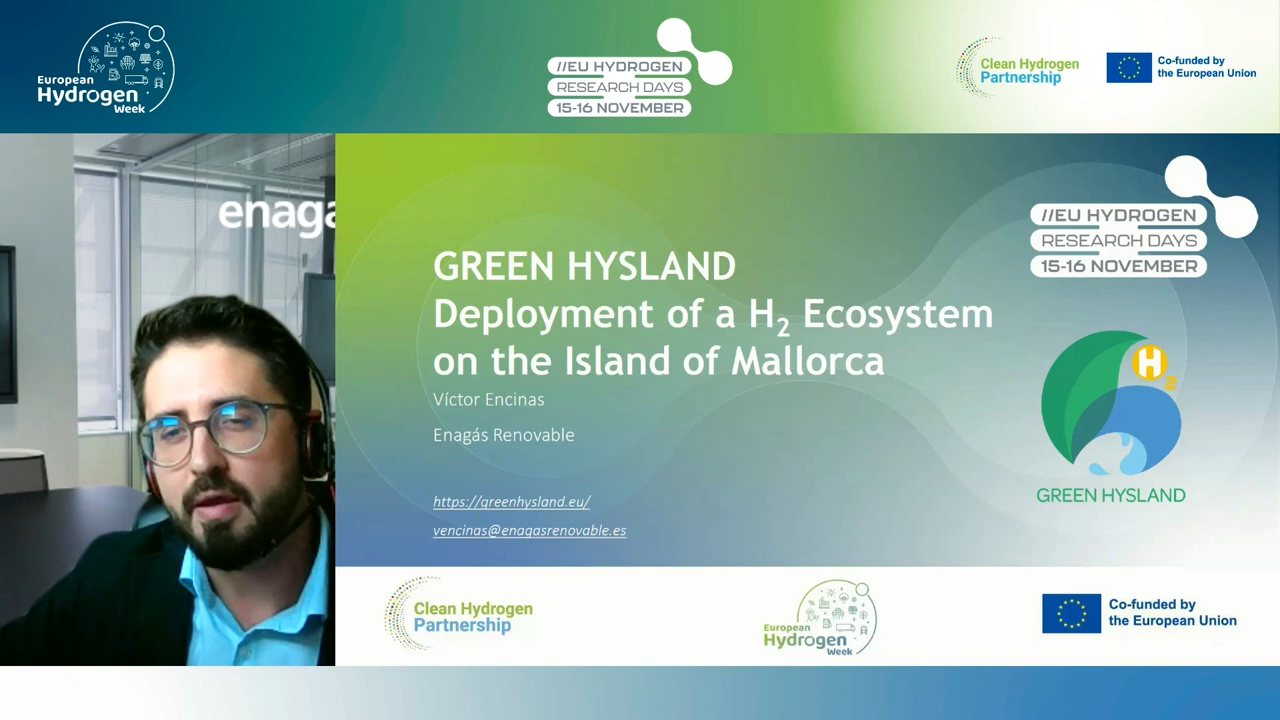 European
Hydrogen
Week
//EU HYDROGEN
RESEARCH DAYS
15-16 NOVEMBER
Clean Hydrogen
Partnership
Co-funded by
the European Union
enaga
//EU HYDROGEN
RESEARCH DAYS
15-16 NOVEMBER
GREEN HYSLAND
Deployment of a H₂ Ecosystem
on the Island of Mallorca
Víctor Encinas
Enagás Renovable
https://greenhysland.eu/
vencinas@enagasrenovable.es
H2
GREEN HYSLAND
Clean Hydrogen
Partnership
European
Hydrogen
Week
Co-funded by
the European Union